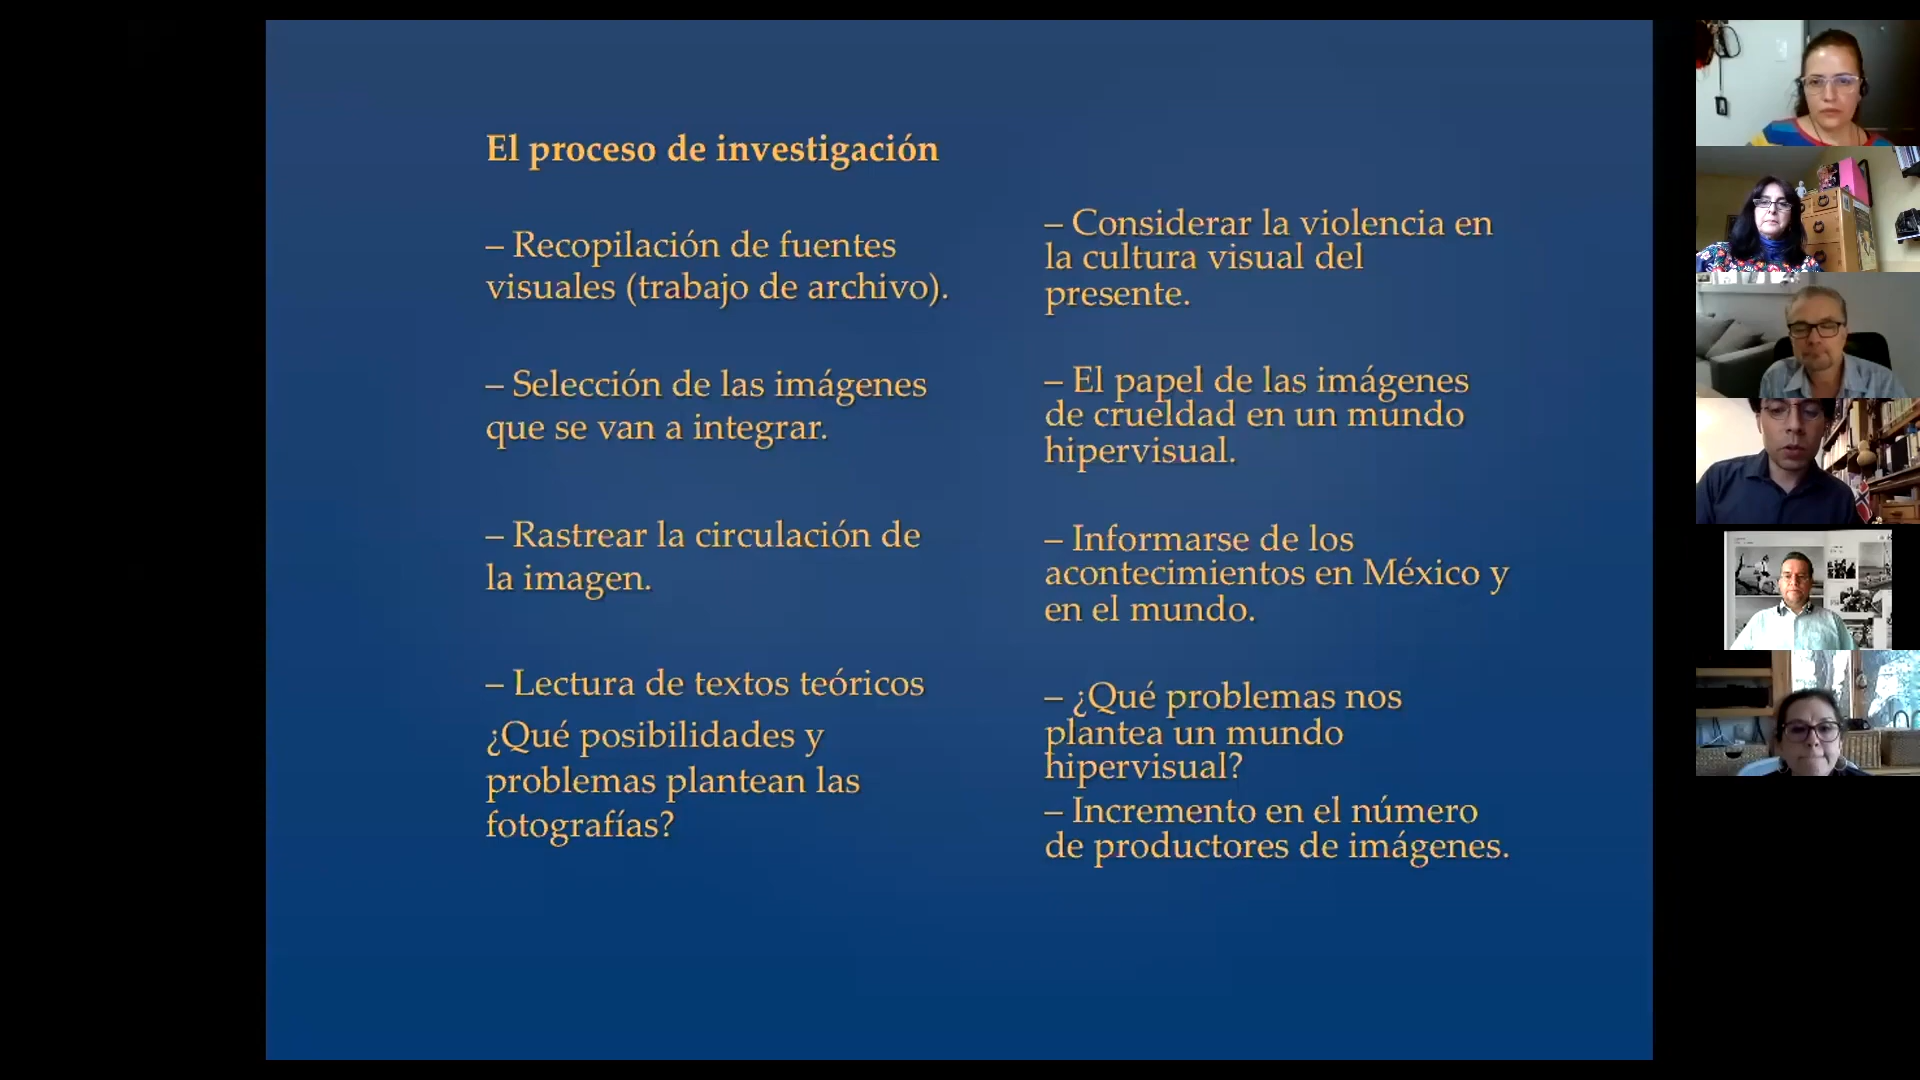 El proceso de investigación
– Recopilación de fuentes
visuales (trabajo de archivo).
– Selección de las imágenes
que se van a integrar.
– Rastrear la circulación de
la imagen.
– Lectura de textos teóricos
¿Qué posibilidades y
problemas plantean las
fotografías?
– Considerar la violencia en
la cultura visual del
presente.
– El papel de las imágenes
de crueldad en un mundo
hipervisual.
– Informarse de los
acontecimientos en México y
en el mundo.
– ¿Qué problemas nos
plantea un mundo
hipervisual?
– Incremento en el número
de productores de imágenes.